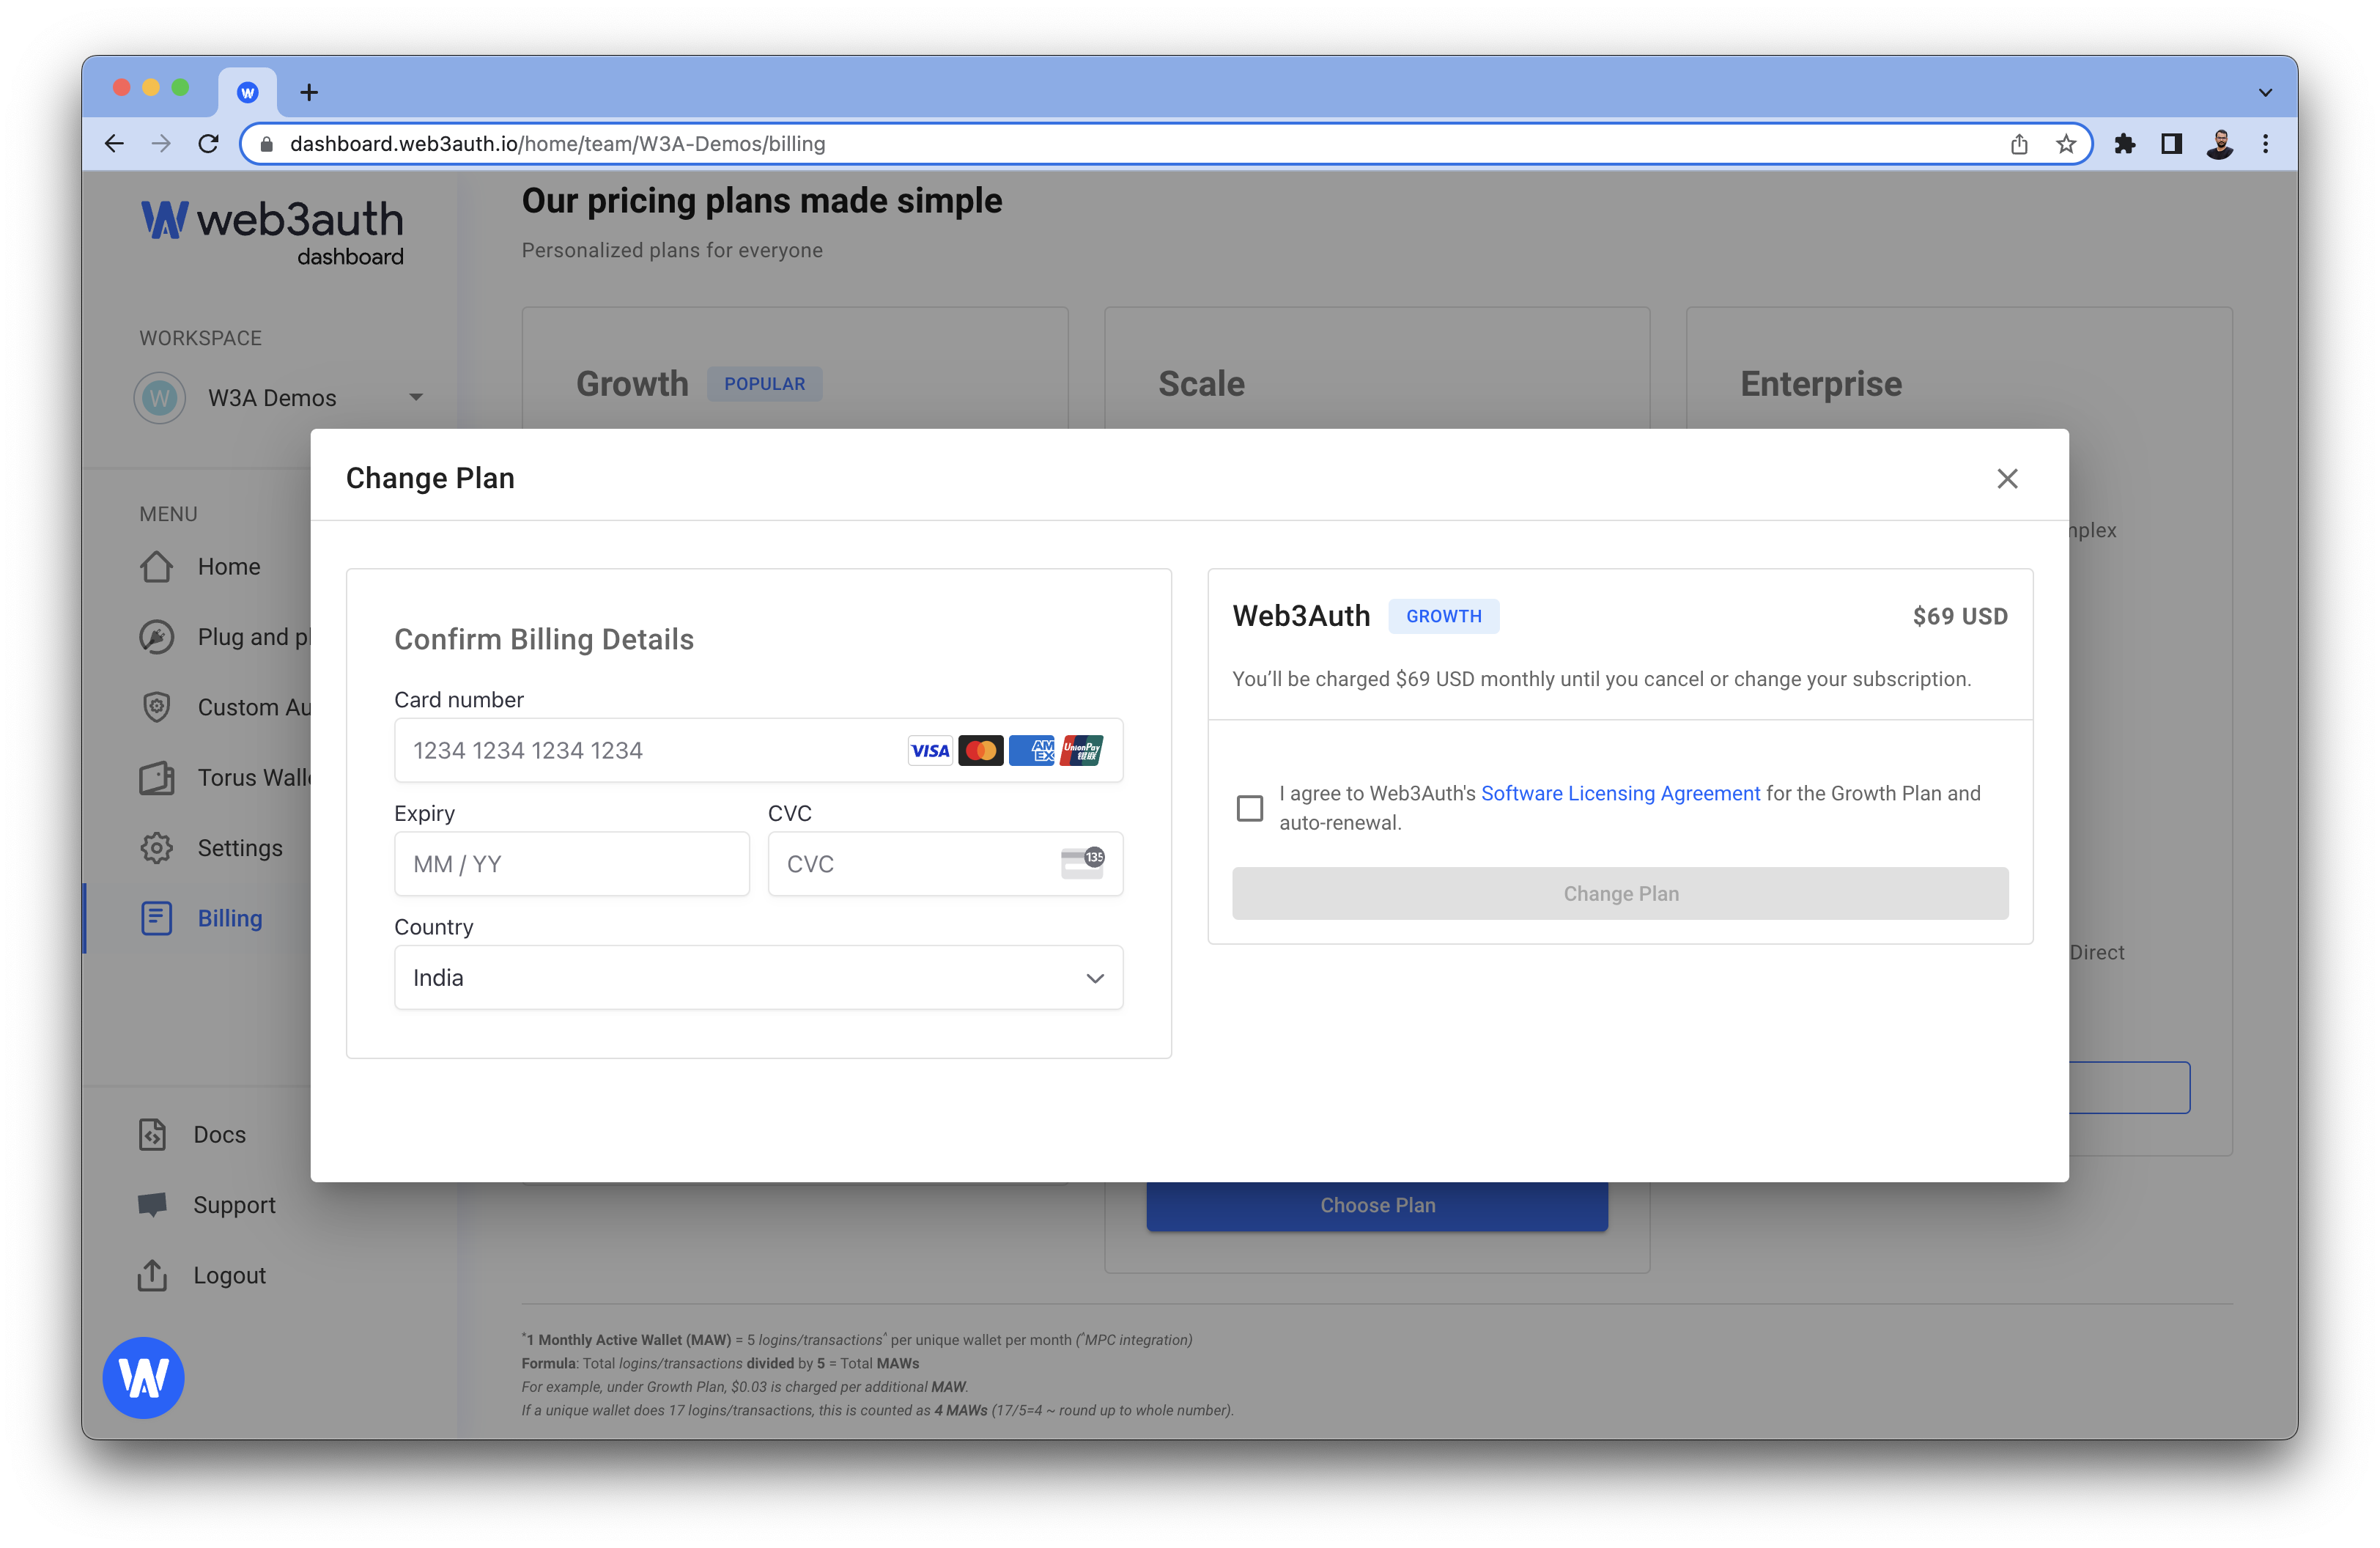 dashboard.web3auth.io/home/team/W3A-Demos/billing
web3auth
dashboard
WORKSPACE
W
W3A Demos
MENU
Home
Plug and pl
Custom Au
Torus Wall
Settings
Billing
Docs
Support
Logout
Our pricing plans made simple
Personalized plans for everyone
Growth POPULAR
Scale
Enterprise
mplex
Direct
Change Plan
Confirm Billing Details
Card number
1234 1234 1234 1234 VISA AMEX UnionPay 银联
Expiry CVC
MM / YY CVC 135
Country
India
Web3Auth GROWTH $69 USD
You’ll be charged $69 USD monthly until you cancel or change your subscription.
I agree to Web3Auth's Software Licensing Agreement for the Growth Plan and
auto-renewal.
Change Plan
Choose Plan
*1 Monthly Active Wallet (MAW) = 5 logins/transactions^ per unique wallet per month (^MPC integration)
Formula: Total logins/transactions divided by 5 = Total MAWs
For example, under Growth Plan, $0.03 is charged per additional MAW.
If a unique wallet does 17 logins/transactions, this is counted as 4 MAWs (17/5=4 ~ round up to whole number).